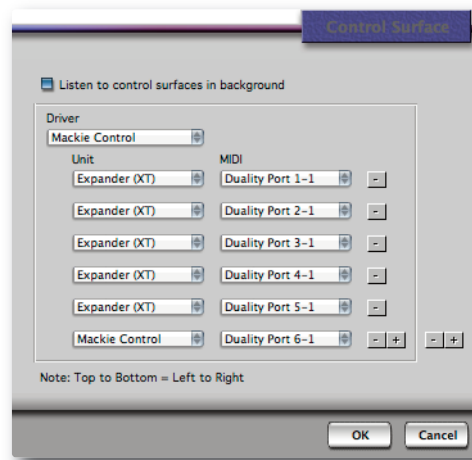 Control Surface
Listen to control surfaces in background
Driver
Mackie Control
Unit MIDI
Expander (XT) Duality Port 1-1 -
Expander (XT) Duality Port 2-1 -
Expander (XT) Duality Port 3-1 -
Expander (XT) Duality Port 4-1 -
Expander (XT) Duality Port 5-1 -
Mackie Control Duality Port 6-1 - + - +
Note: Top to Bottom = Left to Right
OK Cancel